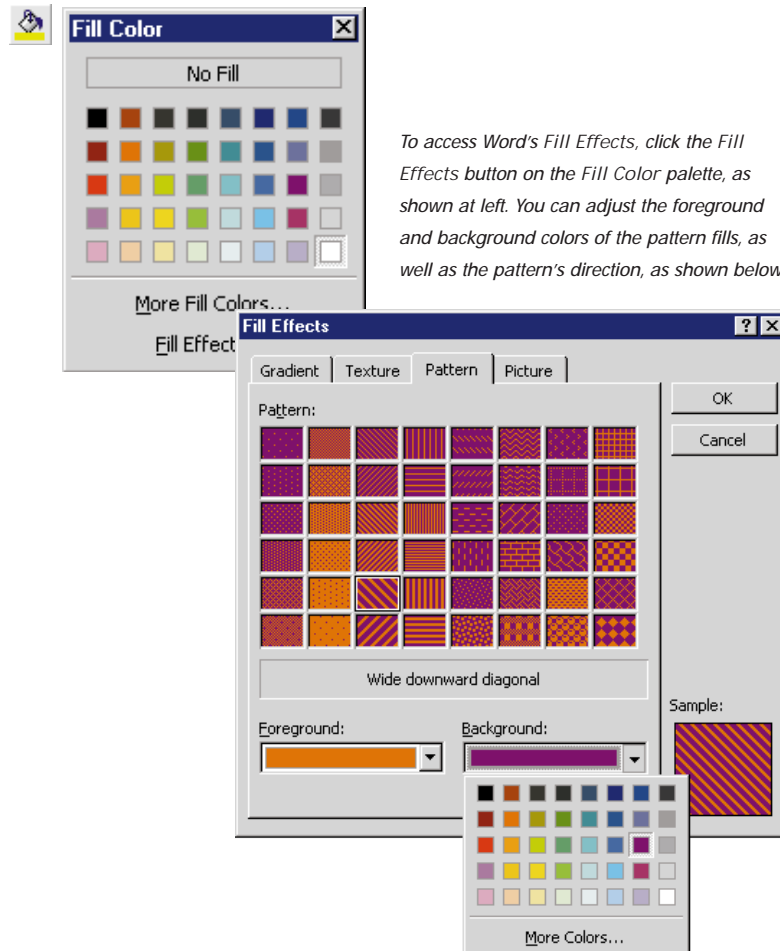 Fill Color
No Fill
More Fill Colors...
Fill Effect
To access Word's Fill Effects, click the Fill
Effects button on the Fill Color palette, as
shown at left. You can adjust the foreground
and background colors of the pattern fills, as
well as the pattern's direction, as shown below
Fill Effects
Gradient Texture Pattern Picture
Pattern:
OK
Cancel
Wide downward diagonal
Foreground: Background:
Sample:
More Colors...